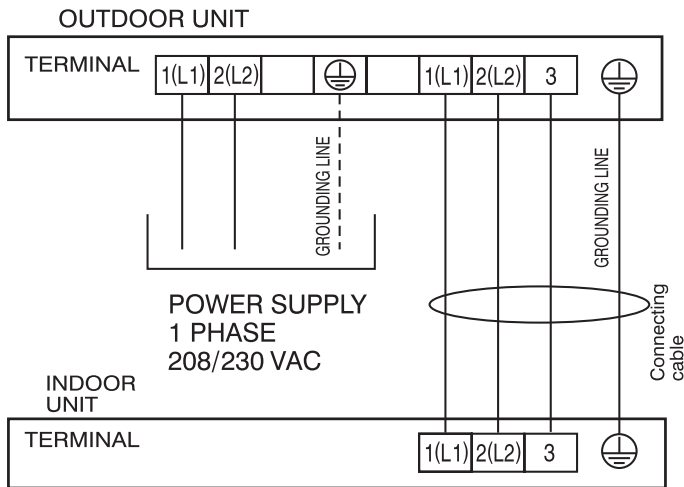 OUTDOOR UNIT
TERMINAL
1(L1) 2(L2)
1(L1) 2(L2) 3
GROUNDING LINE
GROUNDING LINE
POWER SUPPLY
1 PHASE
208/230 VAC
Connecting
cable
INDOOR
UNIT
TERMINAL
1(L1) 2(L2) 3